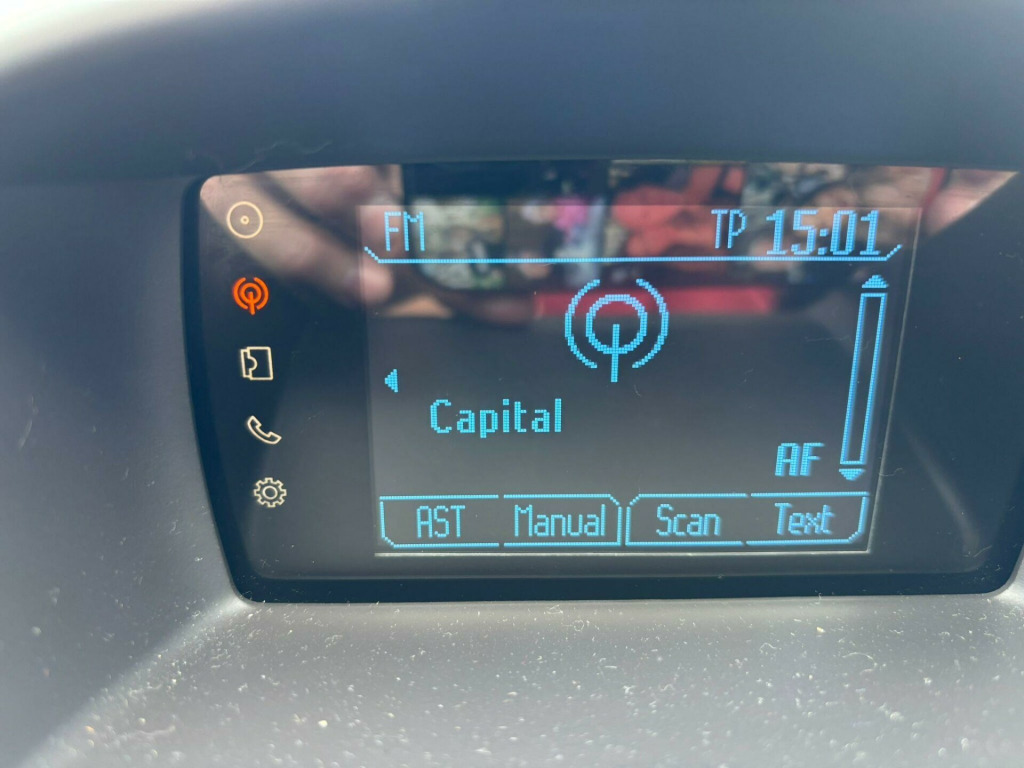 FM TP 15:01
Capital
AF
AST Manual Scan Text